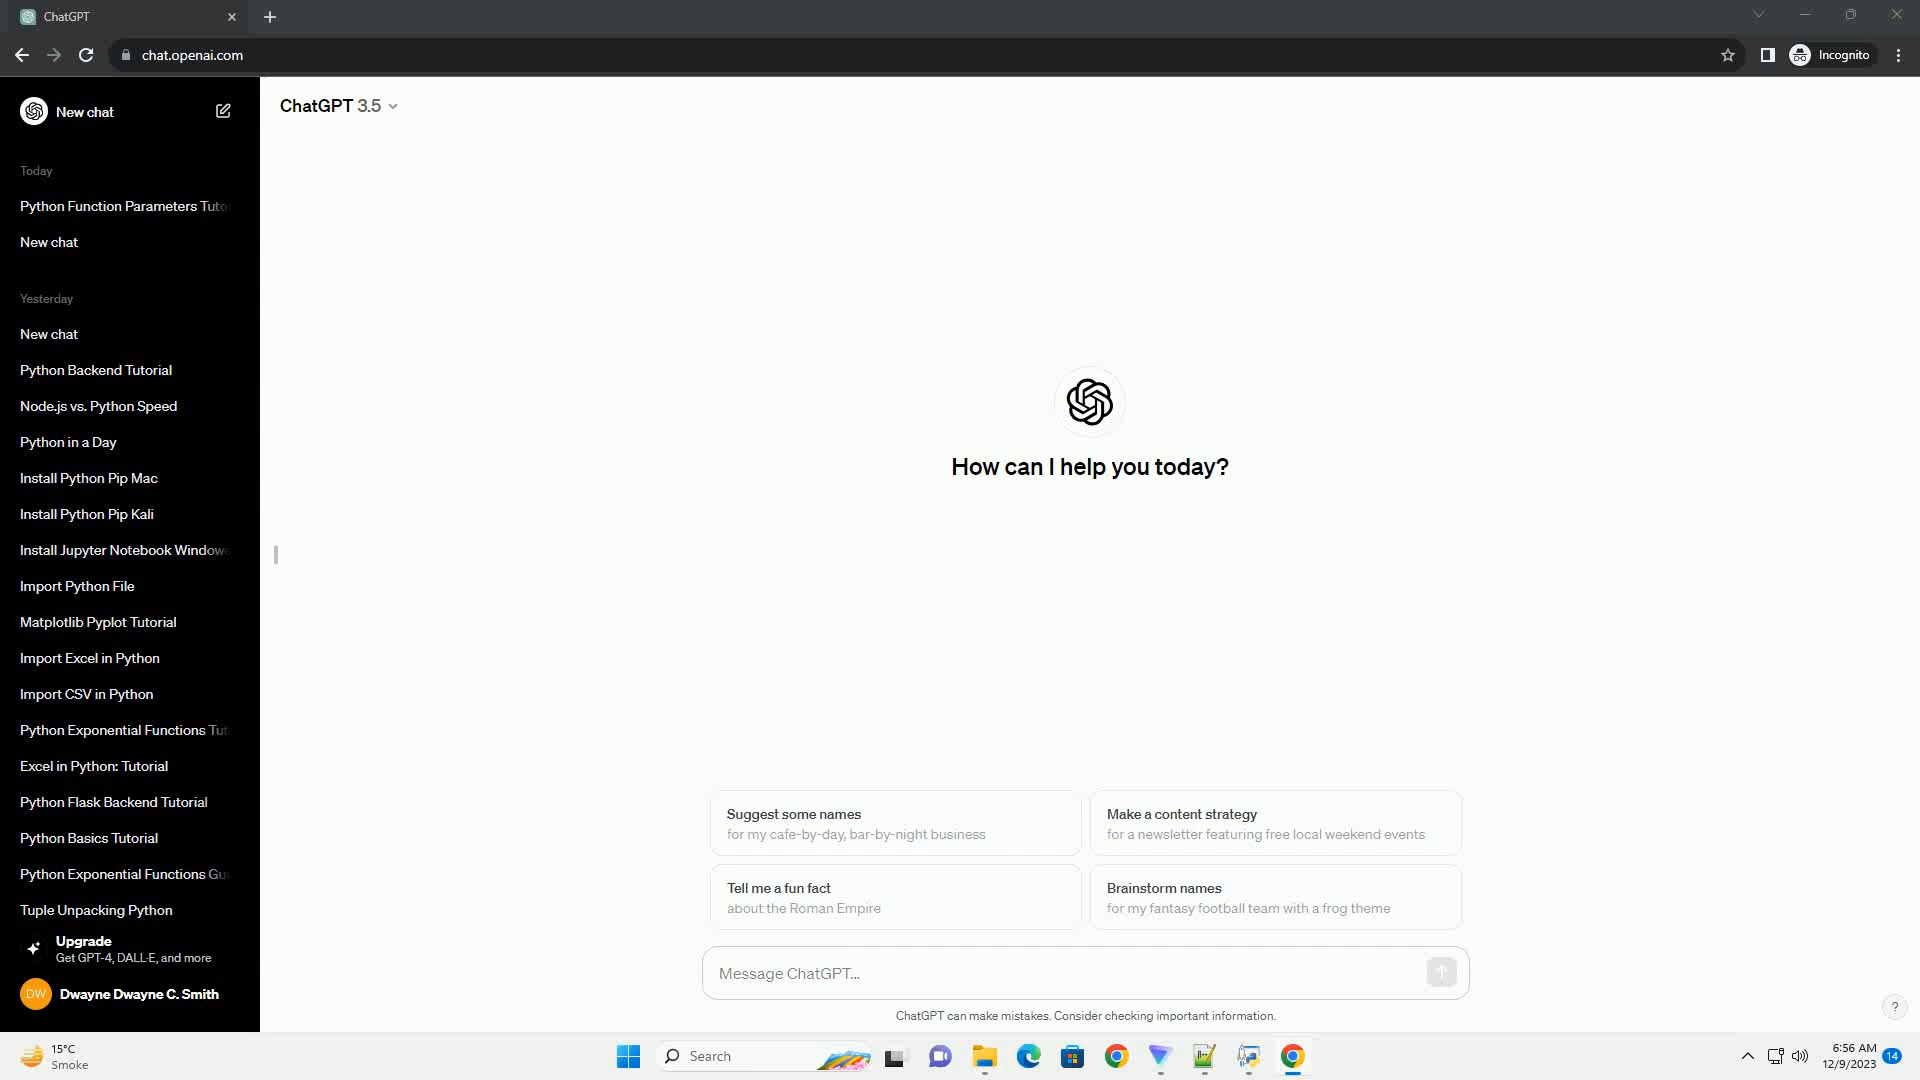 ChatGPT
chat.openai.com
Incognito
New chat
ChatGPT 3.5
Today
Python Function Parameters Tuto
New chat
Yesterday
New chat
Python Backend Tutorial
Node.js vs. Python Speed
Python in a Day
Install Python Pip Mac
Install Python Pip Kali
Install Jupyter Notebook Windows
Import Python File
Matplotlib Pyplot Tutorial
Import Excel in Python
Import CSV in Python
Python Exponential Functions Tuto
Excel in Python: Tutorial
Python Flask Backend Tutorial
Python Basics Tutorial
Python Exponential Functions Gui
Tuple Unpacking Python
Upgrade
Get GPT-4, DALL·E, and more
DW
Dwayne Dwayne C. Smith
How can I help you today?
Suggest some names
for my cafe-by-day, bar-by-night business
Make a content strategy
for a newsletter featuring free local weekend events
Tell me a fun fact
about the Roman Empire
Brainstorm names
for my fantasy football team with a frog theme
Message ChatGPT...
ChatGPT can make mistakes. Consider checking important information.
?
15°C
Smoke
Search
6:56 AM
12/9/2023
14